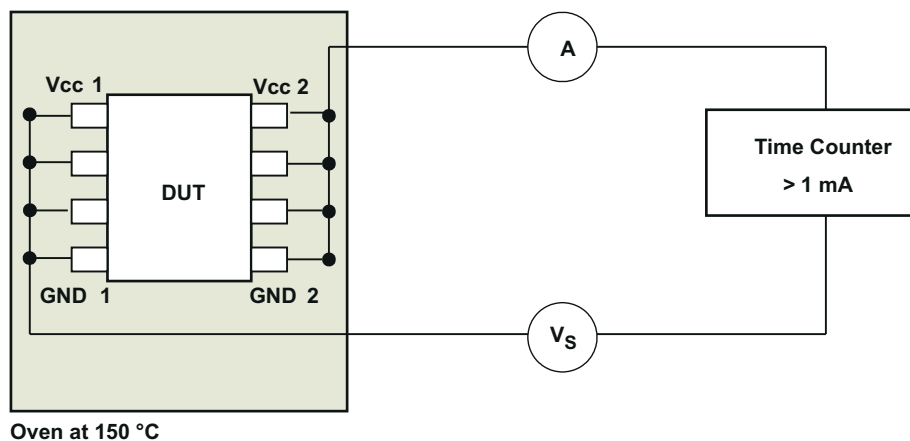 A
Vcc 1
Vcc 2
DUT
Time Counter
> 1 mA
GND 1
GND 2
VS
Oven at 150 °C